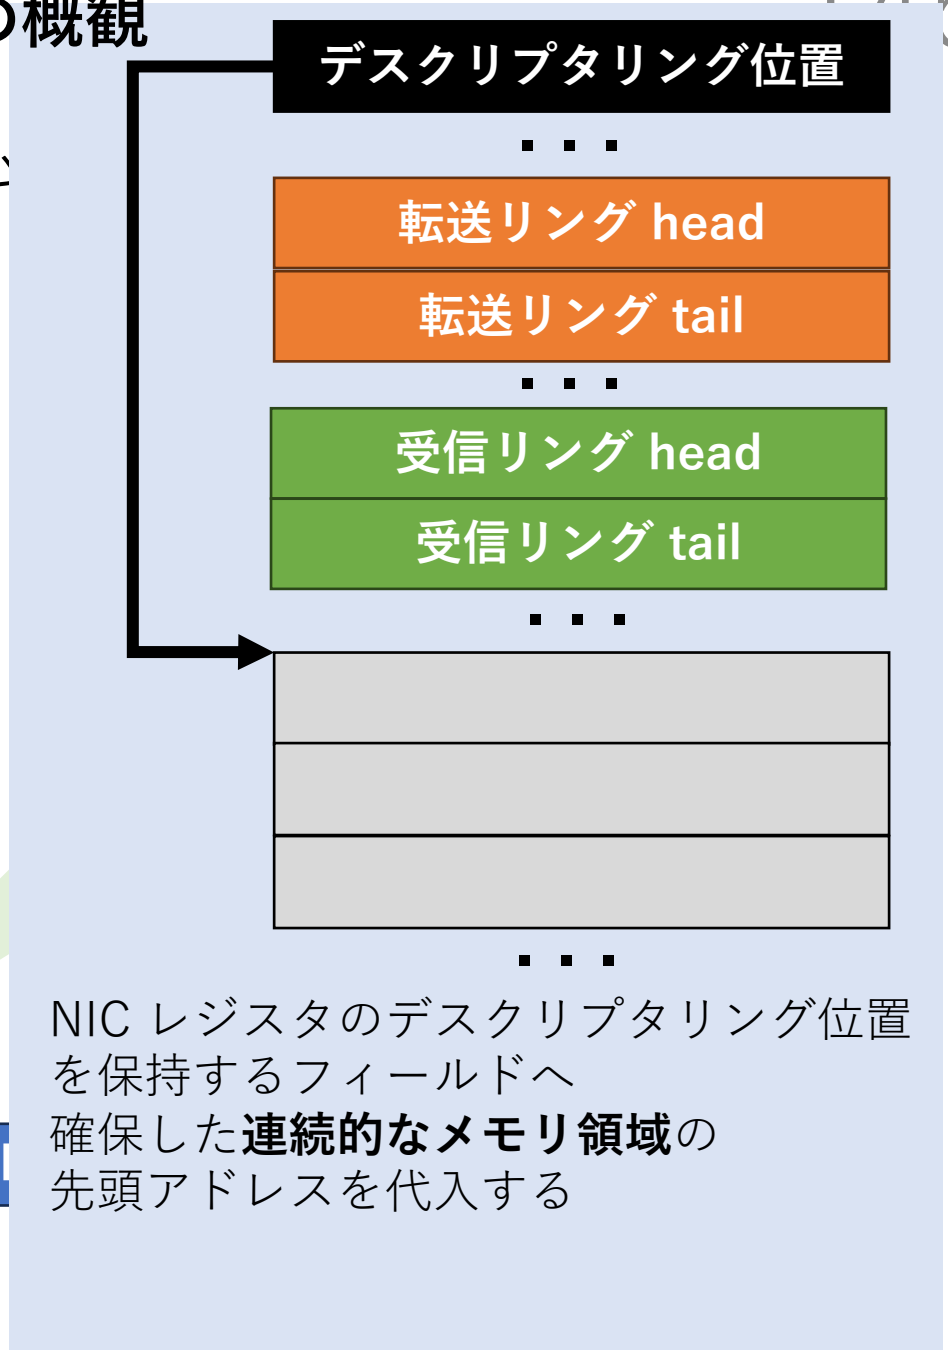 の概観
デスクリプタリング位置
...
転送リング head
転送リング tail
...
受信リング head
受信リング tail
...
...
NIC レジスタのデスクリプタリング位置
を保持するフィールドへ
確保した連続的なメモリ領域の
先頭アドレスを代入する